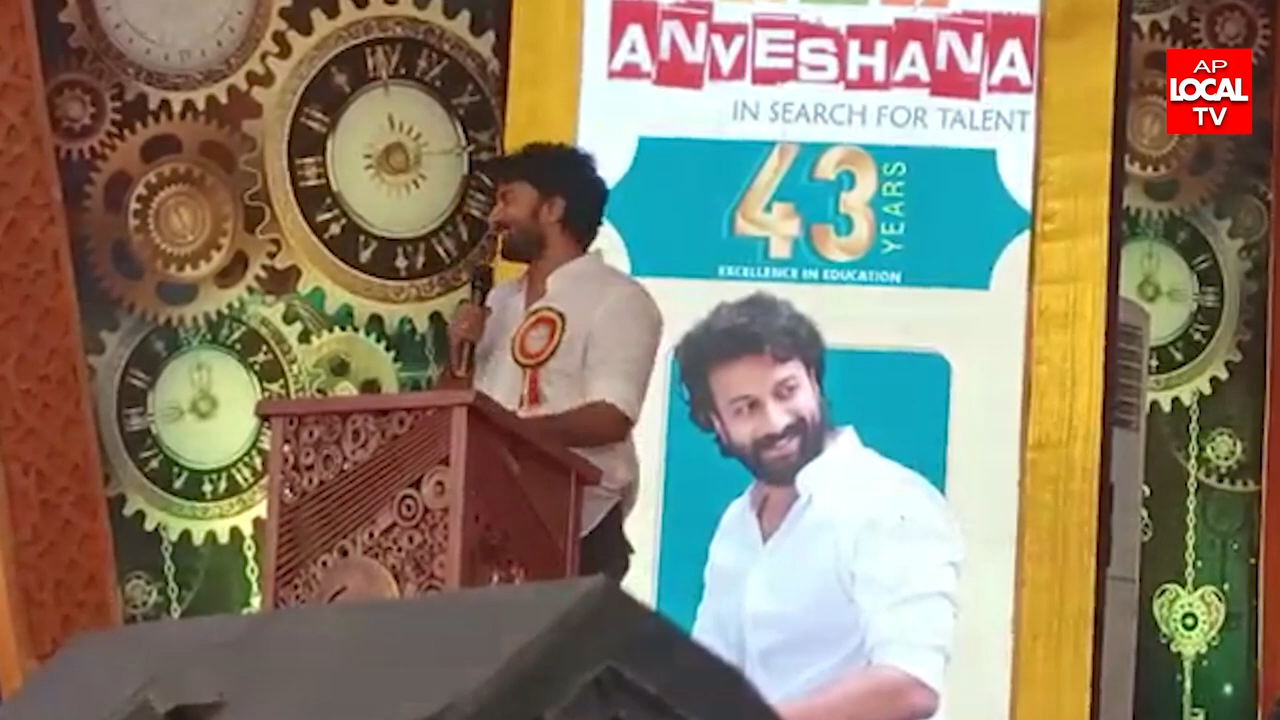 ANVESHANA
IN SEARCH FOR TALENT
43
YEARS
EXCELLENCE IN EDUCATION
AP
LOCAL
TV